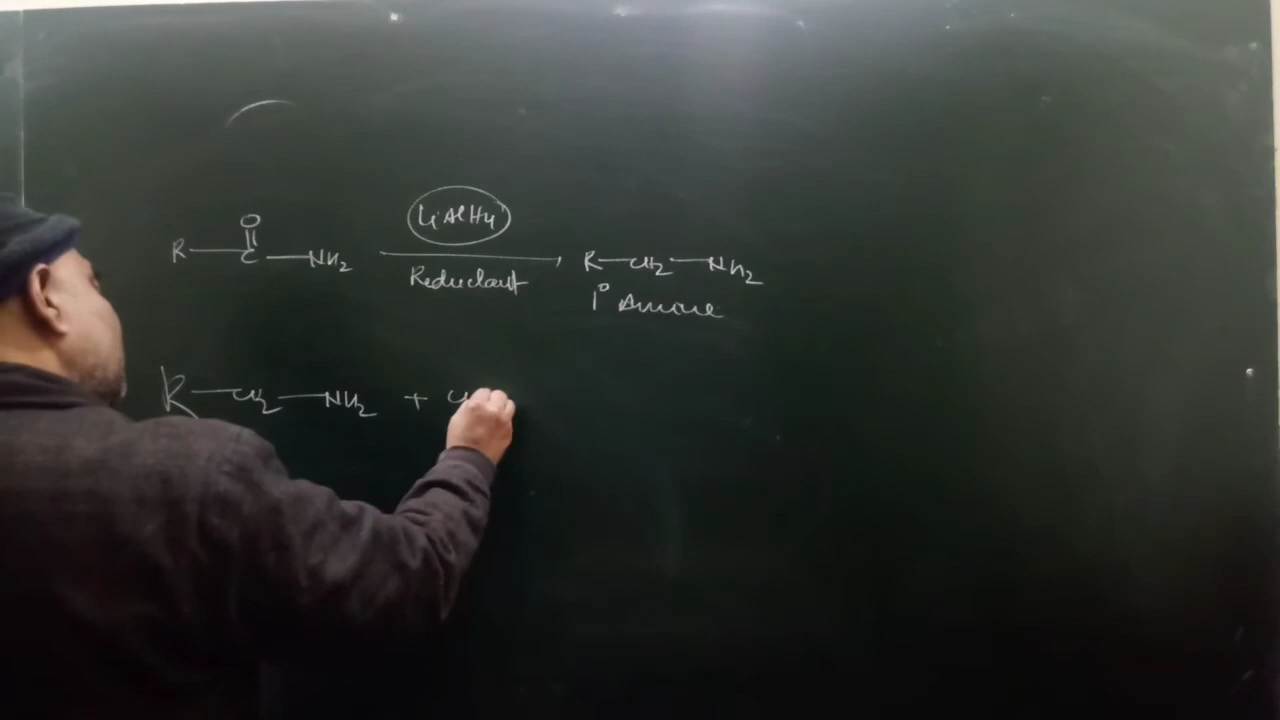 LiAlH4
O
R—C—NH2 → R—CH2—NH2
Reductant
1° Amine
R—CH2—NH2 +